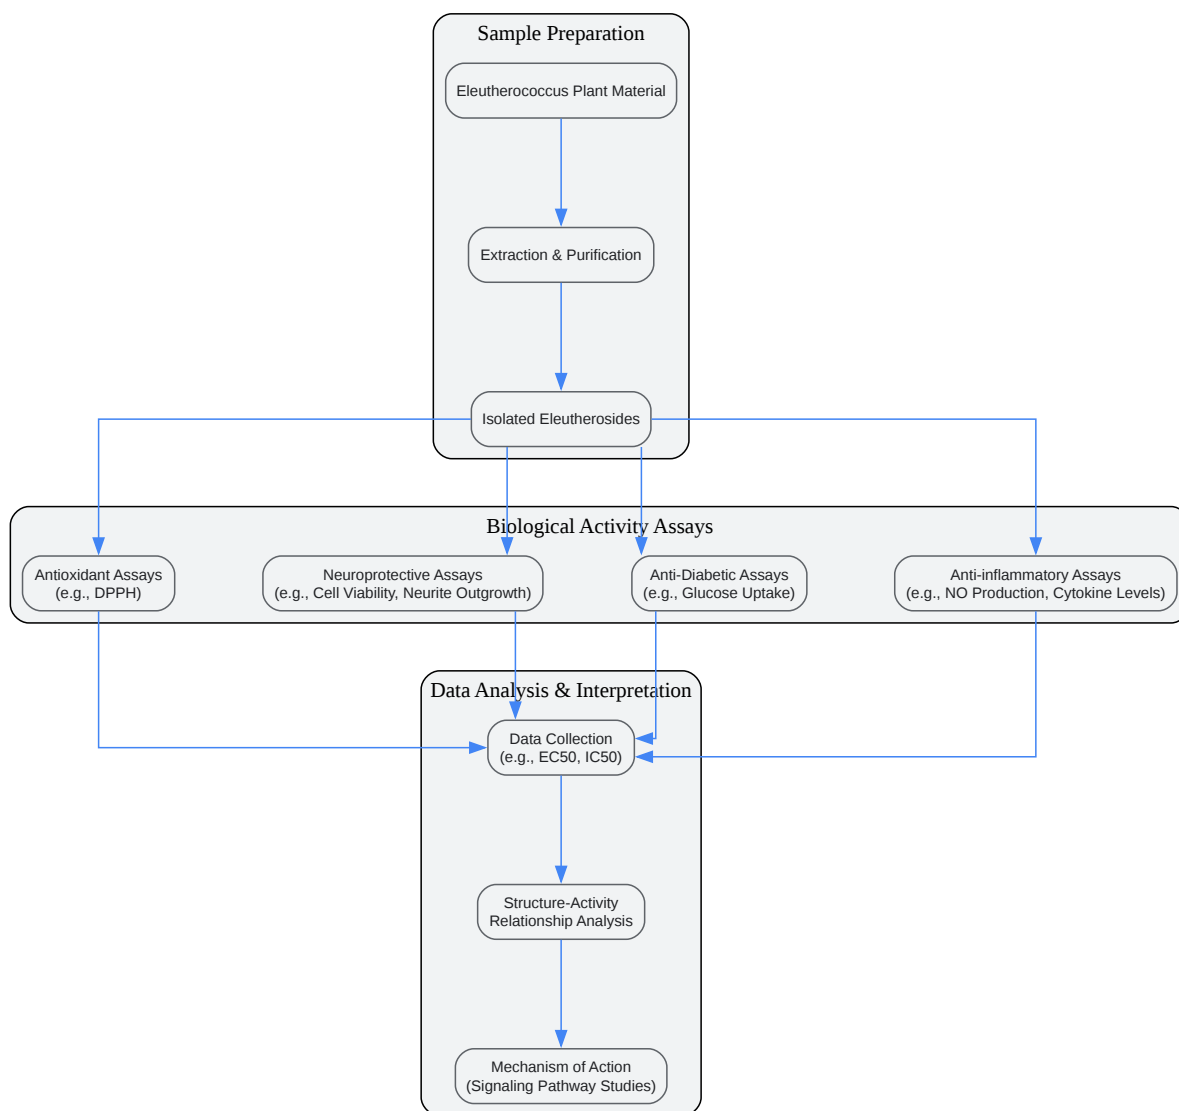 Sample Preparation
Eleutherococcus Plant Material
Extraction & Purification
Isolated Eleutherosides
Biological Activity Assays
Antioxidant Assays
(e.g., DPPH)
Neuroprotective Assays
(e.g., Cell Viability, Neurite Outgrowth)
Anti-Diabetic Assays
(e.g., Glucose Uptake)
Anti-inflammatory Assays
(e.g., NO Production, Cytokine Levels)
Data Analysis & Interpretation
Data Collection
(e.g., EC50, IC50)
Structure-Activity
Relationship Analysis
Mechanism of Action
(Signaling Pathway Studies)